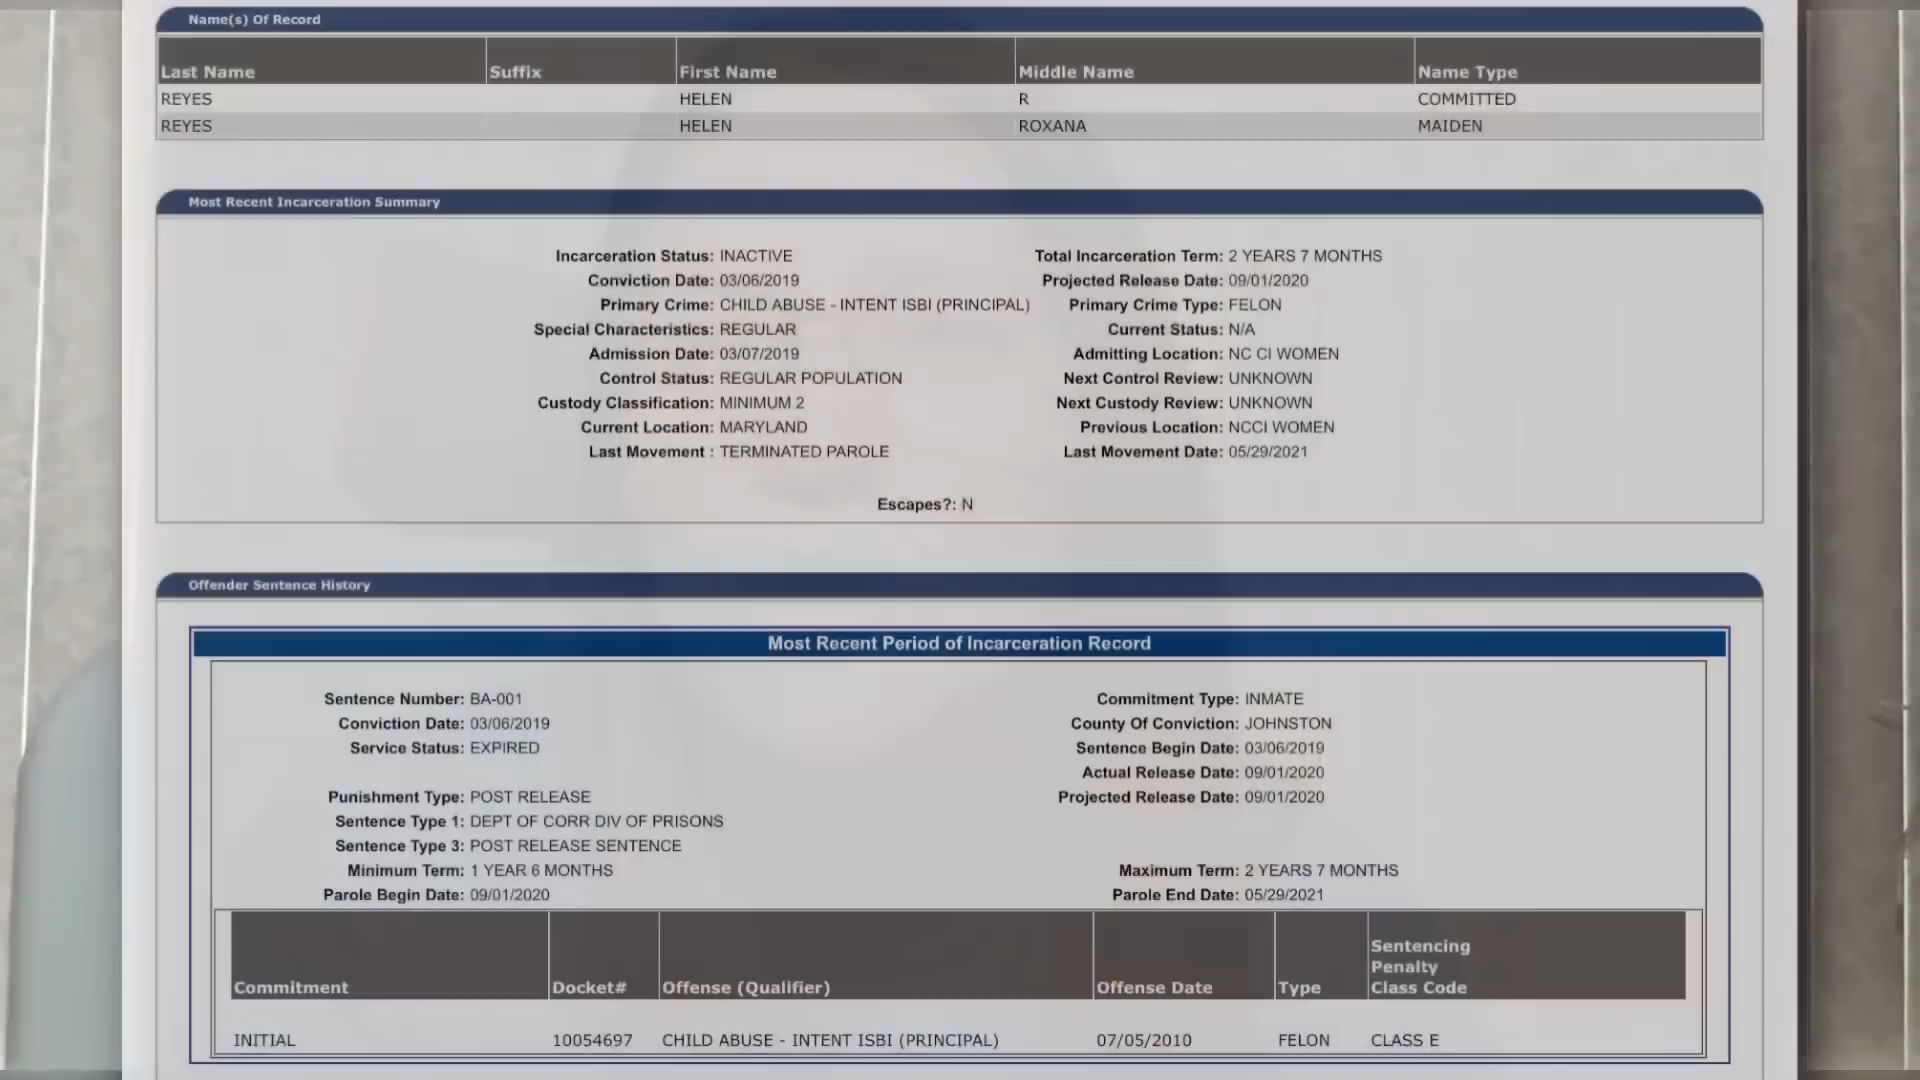 Name(s) Of Record
Last Name Suffix First Name Middle Name Name Type
REYES HELEN R COMMITTED
REYES HELEN ROXANA MAIDEN
Most Recent Incarceration Summary
Incarceration Status: INACTIVE Total Incarceration Term: 2 YEARS 7 MONTHS
Conviction Date: 03/06/2019 Projected Release Date: 09/01/2020
Primary Crime: CHILD ABUSE - INTENT ISBI (PRINCIPAL) Primary Crime Type: FELON
Special Characteristics: REGULAR Current Status: N/A
Admission Date: 03/07/2019 Admitting Location: NC CI WOMEN
Control Status: REGULAR POPULATION Next Control Review: UNKNOWN
Custody Classification: MINIMUM 2 Next Custody Review: UNKNOWN
Current Location: MARYLAND Previous Location: NCCI WOMEN
Last Movement : TERMINATED PAROLE Last Movement Date: 05/29/2021
Escapes?: N
Offender Sentence History
Most Recent Period of Incarceration Record
Sentence Number: BA-001 Commitment Type: INMATE
Conviction Date: 03/06/2019 County Of Conviction: JOHNSTON
Service Status: EXPIRED Sentence Begin Date: 03/06/2019
Actual Release Date: 09/01/2020
Punishment Type: POST RELEASE Projected Release Date: 09/01/2020
Sentence Type 1: DEPT OF CORR DIV OF PRISONS
Sentence Type 3: POST RELEASE SENTENCE
Minimum Term: 1 YEAR 6 MONTHS Maximum Term: 2 YEARS 7 MONTHS
Parole Begin Date: 09/01/2020 Parole End Date: 05/29/2021
Commitment Docket# Offense (Qualifier) Offense Date Type Sentencing Penalty Class Code
INITIAL 10054697 CHILD ABUSE - INTENT ISBI (PRINCIPAL) 07/05/2010 FELON CLASS E